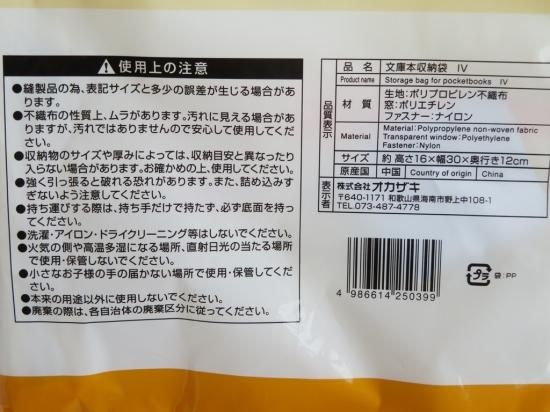 ⚠使用上の注意
●縫製品の為、表記サイズと多少の誤差が生じる場合があります。
●不織布の性質上、ムラがあります。汚れに見える場合がありますが、汚れではありませんので安心して使用してください。
●収納物のサイズや厚みによっては、収納目安と異なったり入らない場合があります。お確かめの上、使用してください。
●強く引っ張ると破れる恐れがあります。また、詰め込みすぎないよう注意してください。
●持ち運びする際は、持ち手だけで持たず、必ず底面を持ってください。
●洗濯・アイロン・ドライクリーニング等はしないでください。
●火気の側や高温多湿になる場所、直射日光の当たる場所で使用・保管しないでください。
●小さなお子様の手の届かない場所で使用・保管してください。
●本来の用途以外に使用しないでください。
●廃棄の際は、各自治体の廃棄区分に従ってください。
品質表示
品名 文庫本収納袋 IV
Product name Storage bag for pocketbooks IV
材質
生地:ポリプロピレン不織布
窓:ポリエチレン
ファスナー:ナイロン
Material
Material:Polypropylene non-woven fabric
Transparent window:Polyethylene
Fastener:Nylon
サイズ 約 高さ16×幅30×奥行き12cm
原産国 中国 Country of origin China
表示者
株式会社オカザキ
〒640-1171 和歌山県海南市野上中108-1
TEL.073-487-4778
4 986614 250399
プラ 袋:PP